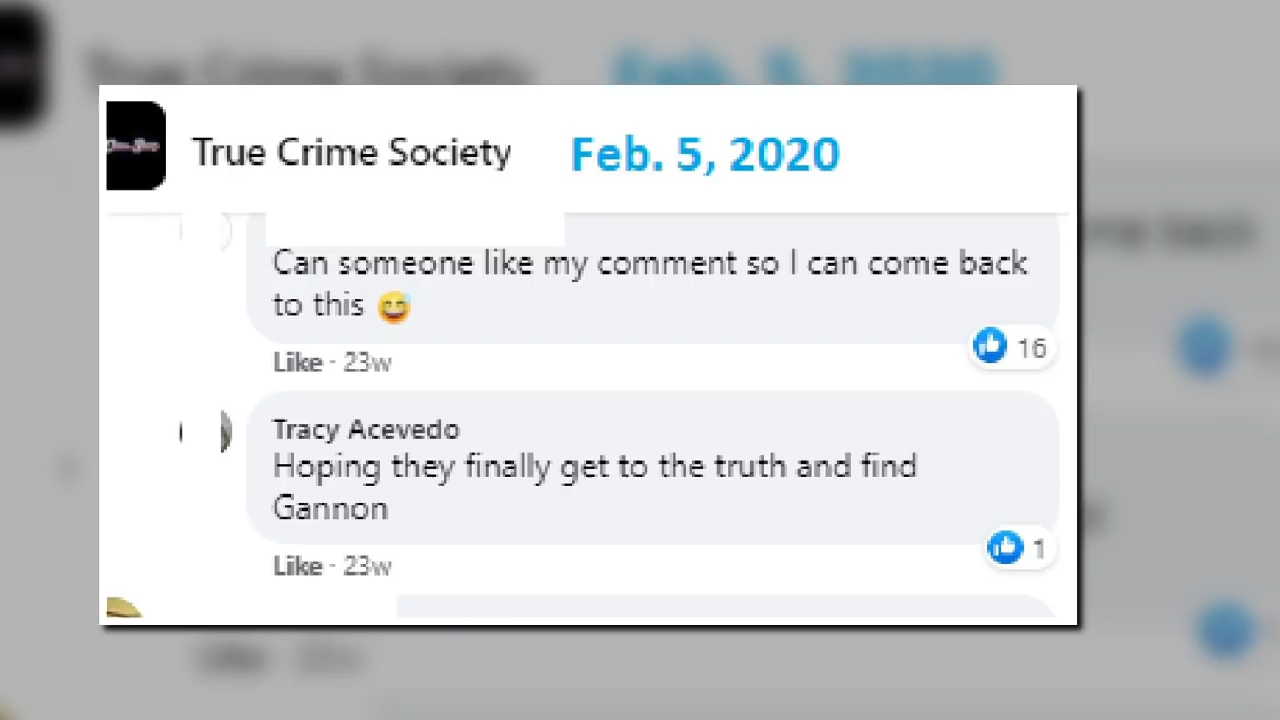 True Crime Society
Feb. 5, 2020
Can someone like my comment so I can come back
to this 😅
16
Like · 23w
Tracy Acevedo
Hoping they finally get to the truth and find
Gannon
1
Like · 23w